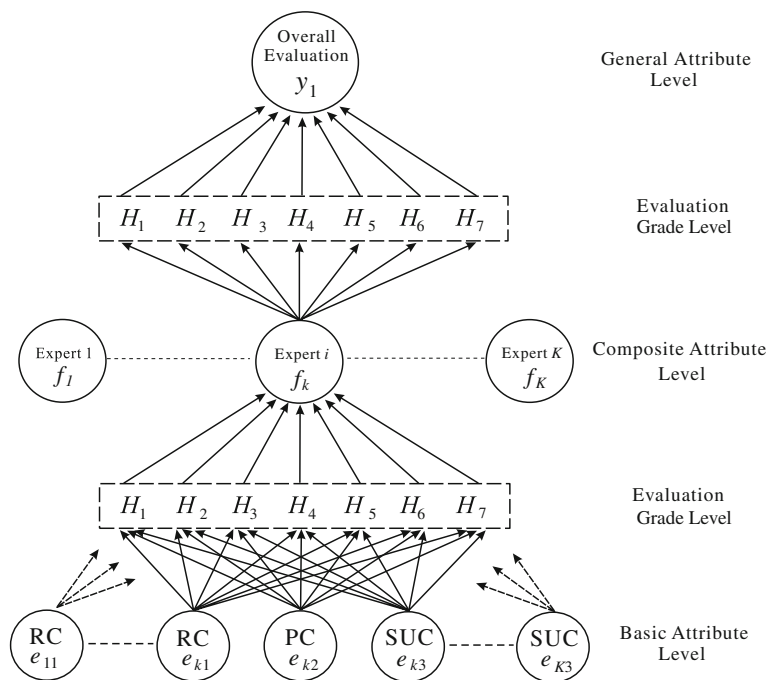 Overall
Evaluation
y₁
General Attribute
Level
H₁ H₂ H₃ H₄ H₅ H₆ H₇
Evaluation
Grade Level
Expert 1
f₁
Expert i
fₖ
Expert K
f_K
Composite Attribute
Level
H₁ H₂ H₃ H₄ H₅ H₆ H₇
Evaluation
Grade Level
RC
e₁₁
RC
eₖ₁
PC
eₖ₂
SUC
eₖ₃
SUC
e_K3
Basic Attribute
Level